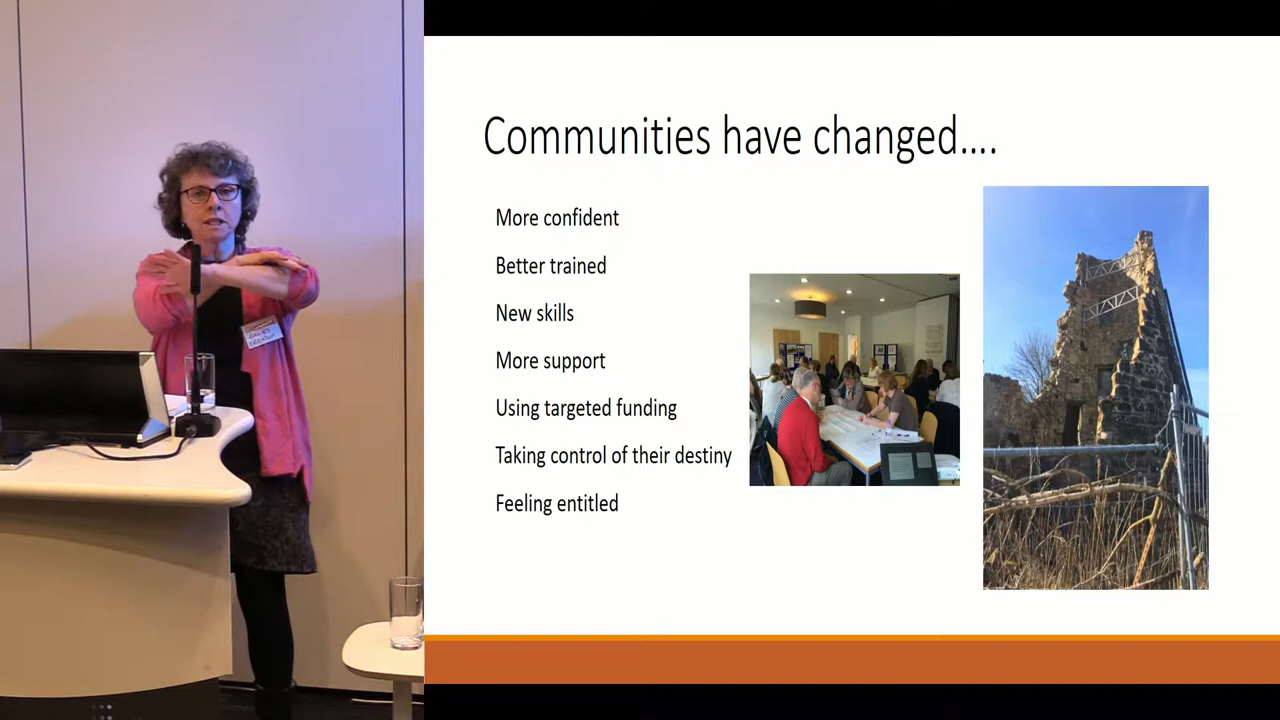 Communities have changed....
More confident
Better trained
New skills
More support
Using targeted funding
Taking control of their destiny
Feeling entitled